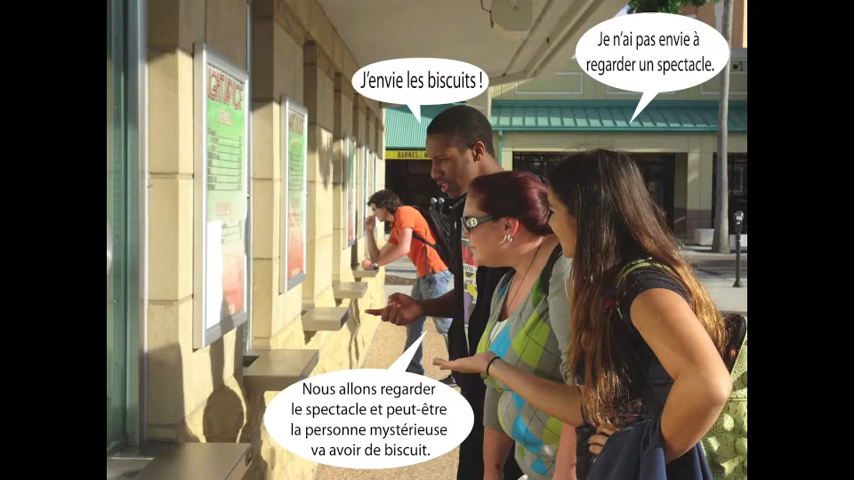 J'envie les biscuits !
Je n'ai pas envie à
regarder un spectacle.
BARNES
Nous allons regarder
le spectacle et peut-être
la personne mystérieuse
va avoir de biscuit.